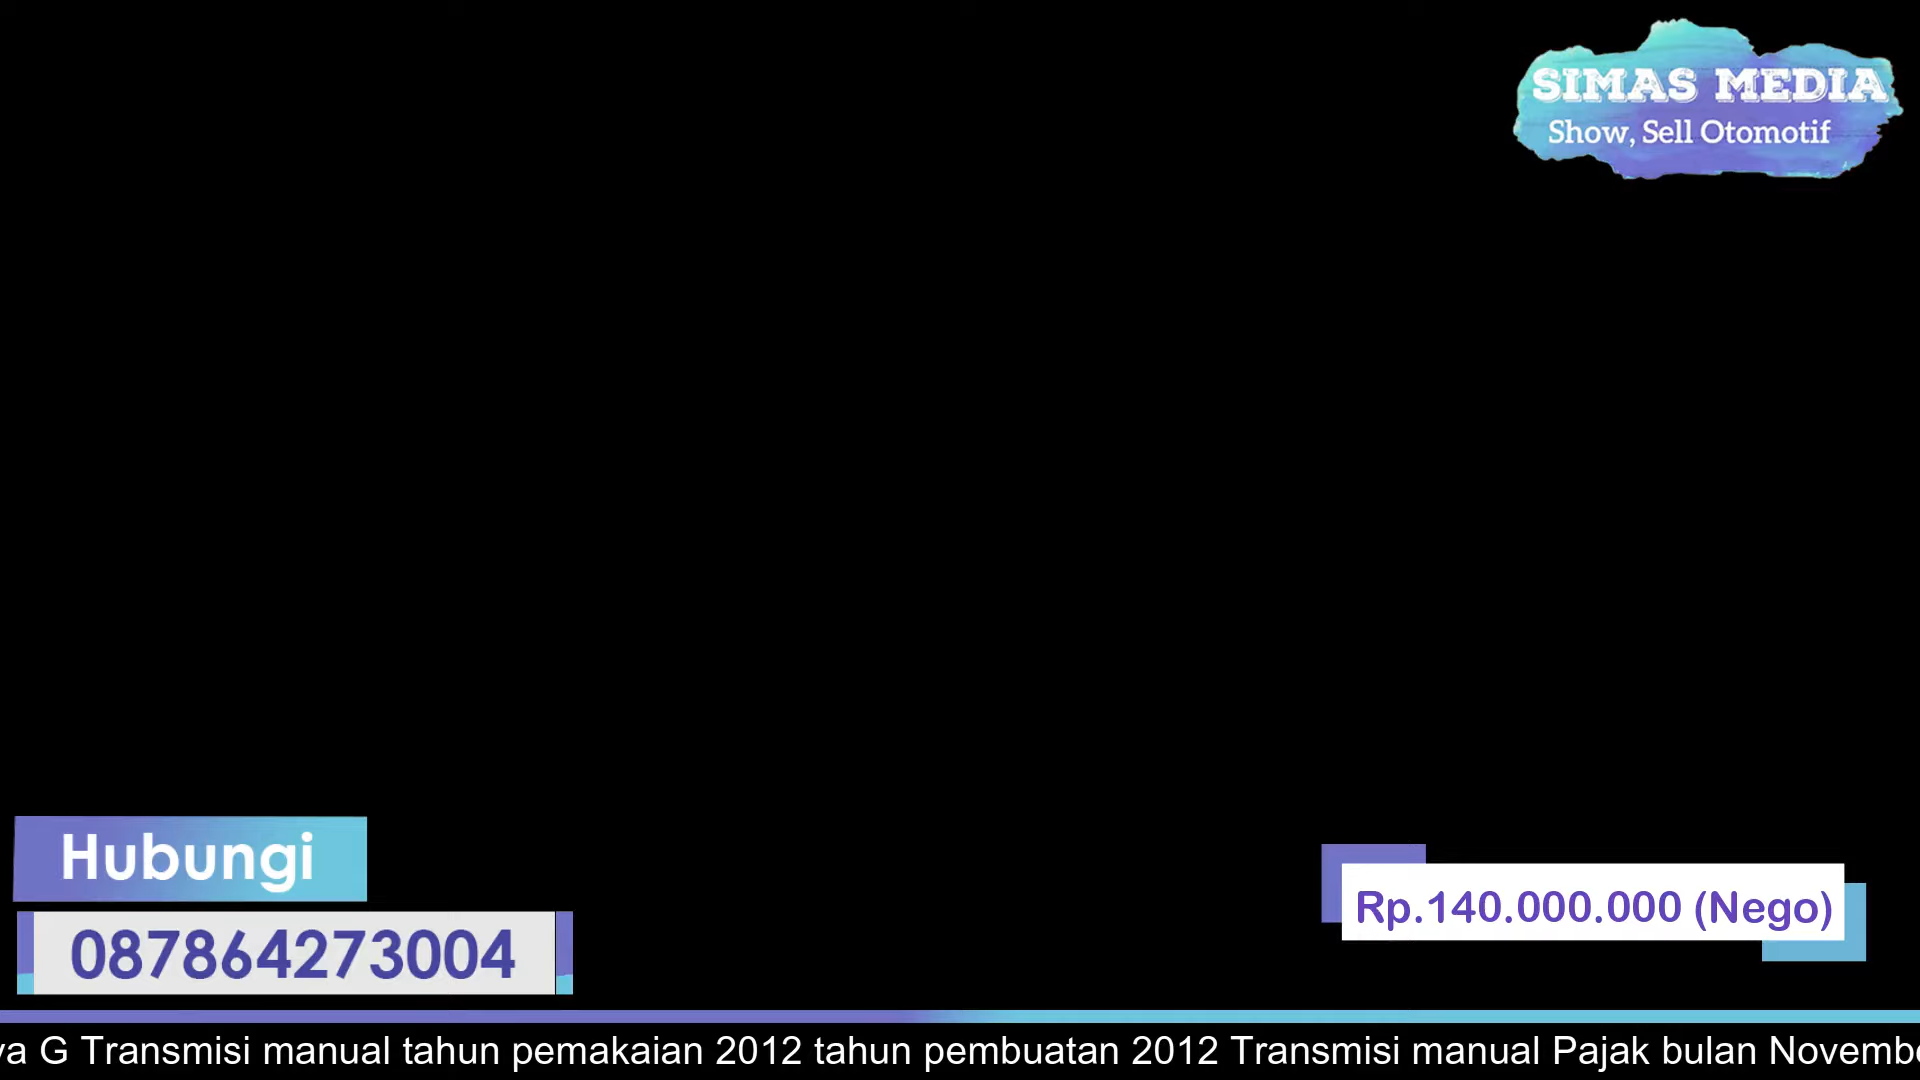 SIMAS MEDIA
Show, Sell Otomotif
Hubungi
087864273004
Rp.140.000.000 (Nego)
G Transmisi manual tahun pemakaian 2012 tahun pembuatan 2012 Transmisi manual Pajak bulan